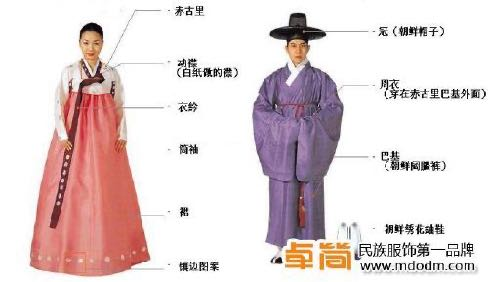 赤古里
动襟
(白纸做的襟)
衣衿
筒袖
裙
镶边图案
冠(朝鲜帽子)
周衣
(穿在赤古里巴基外面)
巴基
(朝鲜阔腿裤)
朝鲜绣花油鞋
卓简
民族服饰第一品牌
www.mdodm.com